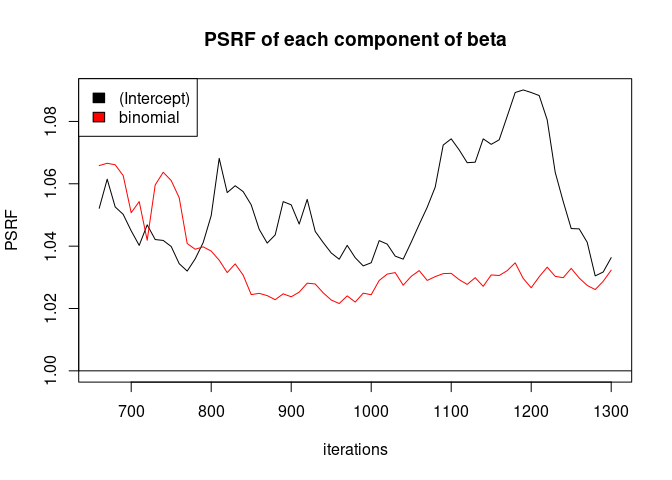 PSRF of each component of beta
(Intercept)
binomial
PSRF
1.08
1.06
1.04
1.02
1.00
700 800 900 1000 1100 1200 1300
iterations